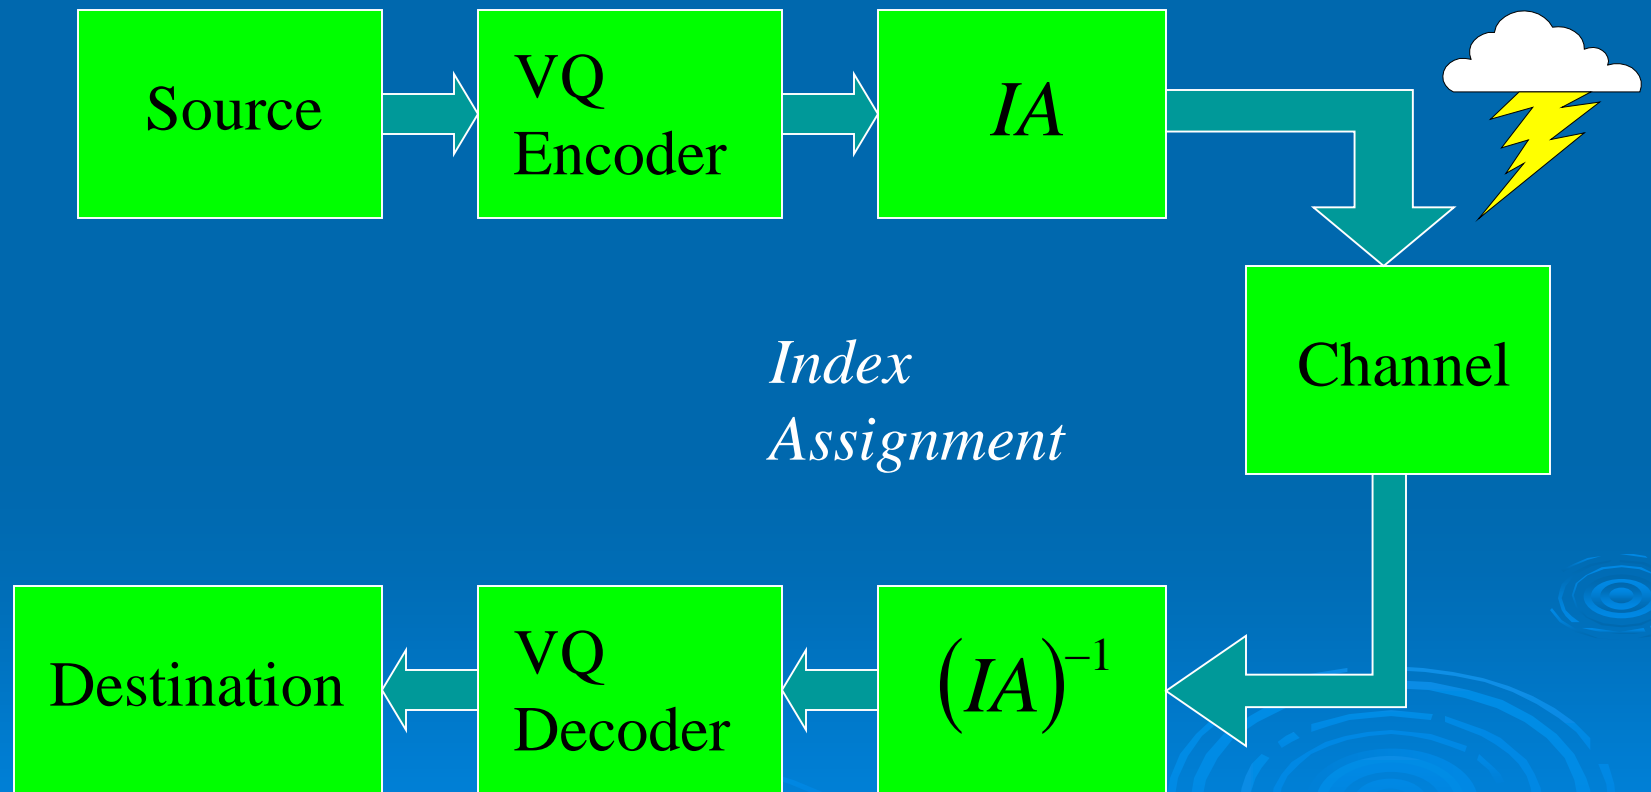 Source
VQ
Encoder
IA
Index
Assignment
Channel
Destination
VQ
Decoder
(IA)⁻¹